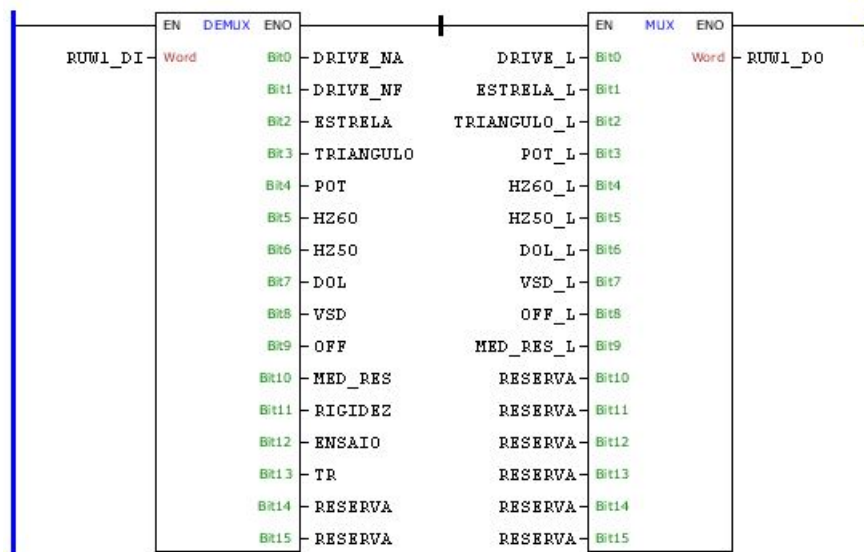 EN DEMUX ENO EN MUX ENO
RUW1_DI Word Bit0 DRIVE_NA DRIVE_L Bit0 Word RUW1_DO
Bit1 DRIVE_NF ESTRELA_L Bit1
Bit2 ESTRELA TRIANGULO_L Bit2
Bit3 TRIANGULO POT_L Bit3
Bit4 POT HZ60_L Bit4
Bit5 HZ60 HZ50_L Bit5
Bit6 HZ50 DOL_L Bit6
Bit7 DOL VSD_L Bit7
Bit8 VSD OFF_L Bit8
Bit9 OFF MED_RES_L Bit9
Bit10 MED_RES RESERVA Bit10
Bit11 RIGIDEZ RESERVA Bit11
Bit12 ENSAIO RESERVA Bit12
Bit13 TR RESERVA Bit13
Bit14 RESERVA RESERVA Bit14
Bit15 RESERVA RESERVA Bit15